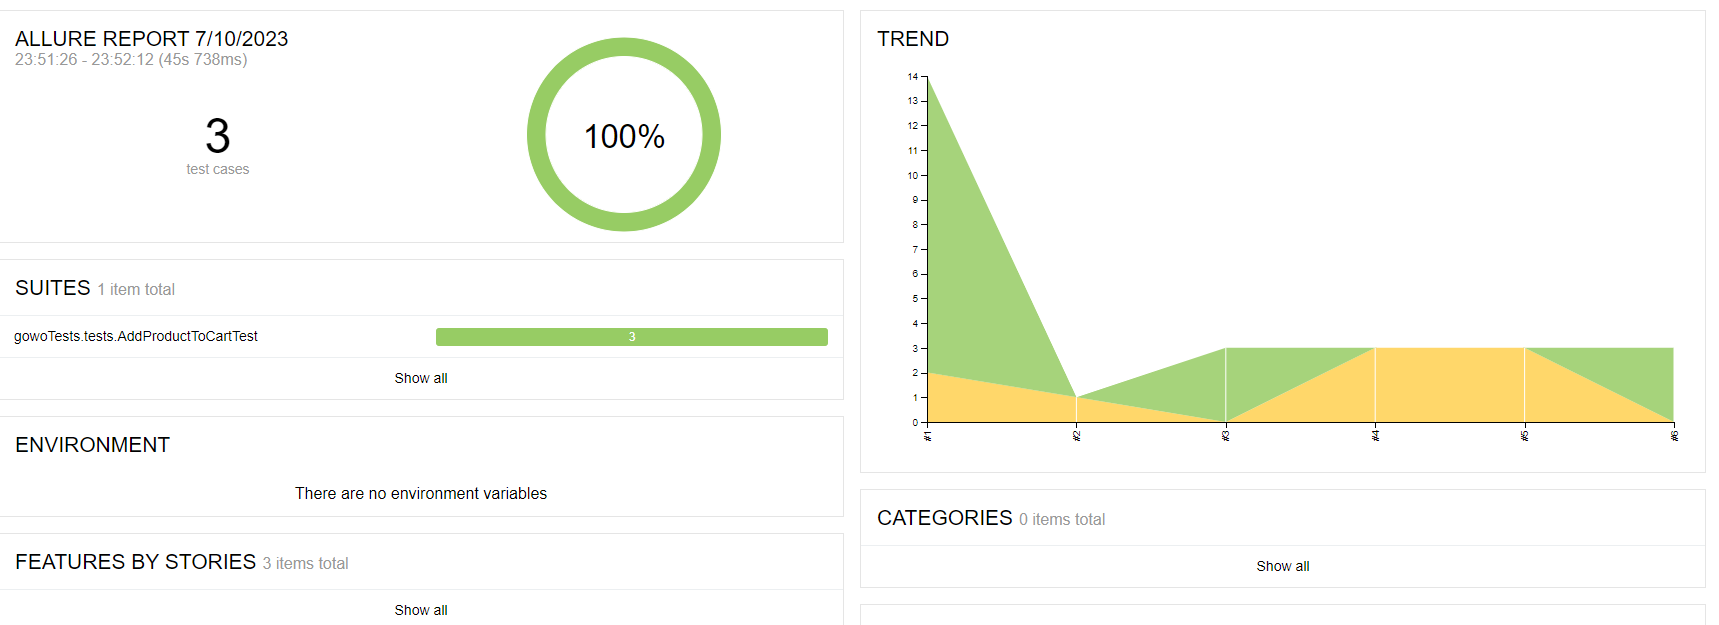 ALLURE REPORT 7/10/2023
23:51:26 - 23:52:12 (45s 738ms)
3
test cases
100%
SUITES 1 item total
gowoTests.tests.AddProductToCartTest 3
Show all
ENVIRONMENT
There are no environment variables
FEATURES BY STORIES 3 items total
Show all
TREND
14
13
12
11
10
9
8
7
6
5
4
3
2
1
0
#1 #2 #3 #4 #5 #6
CATEGORIES 0 items total
Show all